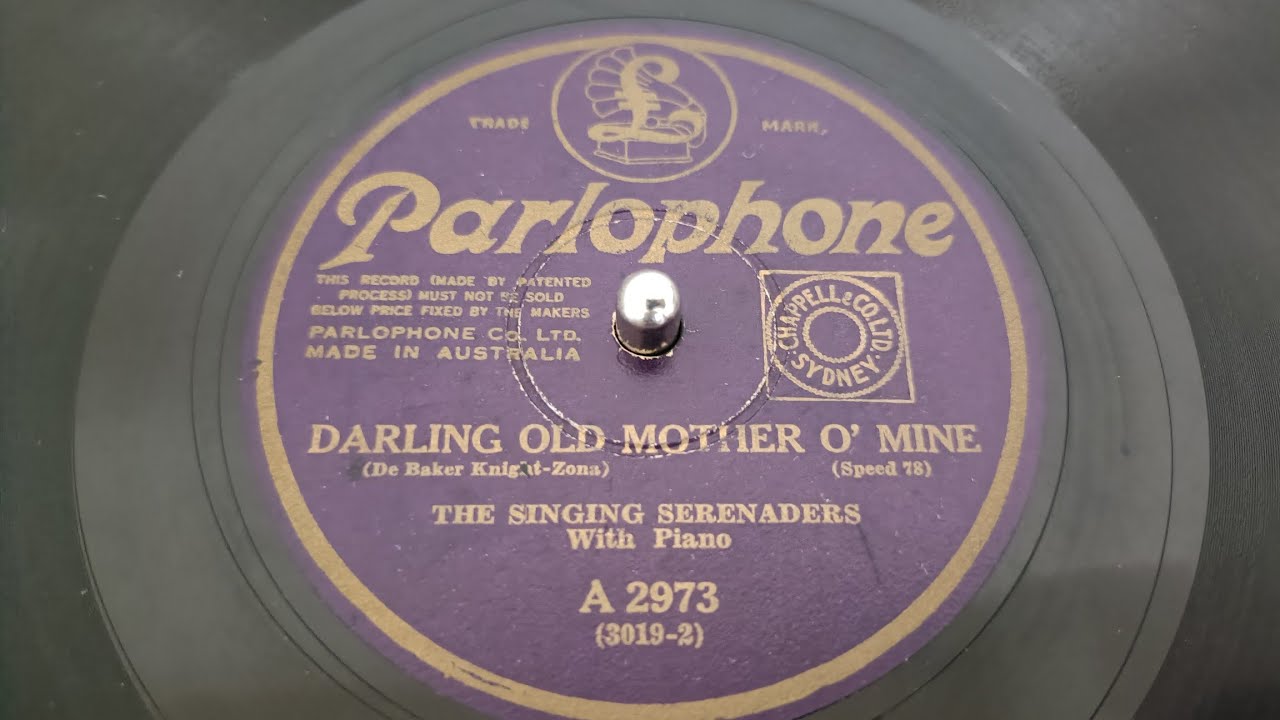 TRADE MARK,
Parlophone
THIS RECORD (MADE BY PATENTED
PROCESS) MUST NOT BE SOLD
BELOW PRICE FIXED BY THE MAKERS
PARLOPHONE CO. LTD.
MADE IN AUSTRALIA
CHAPPELL & CO. LTD.
SYDNEY
DARLING OLD MOTHER O' MINE
(De Baker Knight-Zona) (Speed 78)
THE SINGING SERENADERS
With Piano
A 2973
(3019-2)